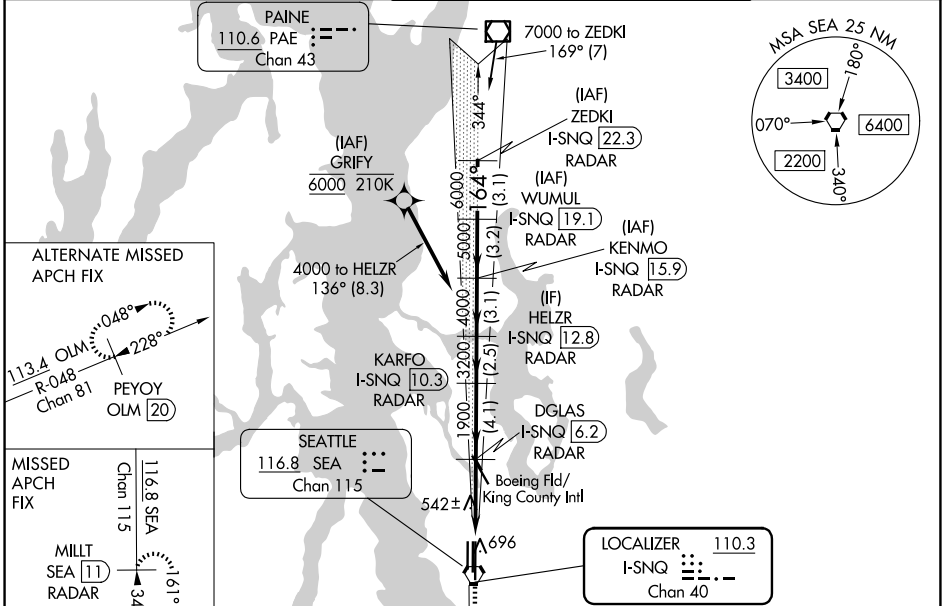 PAINE
110.6 PAE
Chan 43
7000 to ZEDKI
169° (7)
MSA SEA 25 NM
3400
180°
070°
6400
2200
340°
344°
(IAF)
ZEDKI
I-SNQ 22.3
RADAR
(IAF)
GRIFY
6000 210K
6000
164°
(3.1)
(IAF)
WUMUL
I-SNQ 19.1
RADAR
5000
(3.2)
(IAF)
KENMO
I-SNQ 15.9
RADAR
4000 to HELZR
136° (8.3)
4000
(3.1)
(IF)
HELZR
I-SNQ 12.8
RADAR
ALTERNATE MISSED
APCH FIX
048°
228°
113.4 OLM
R-048
Chan 81
PEYOY
OLM 20
KARFO
I-SNQ 10.3
RADAR
3200
(2.5)
1900
(4.1)
DGLAS
I-SNQ 6.2
RADAR
SEATTLE
116.8 SEA
Chan 115
Boeing Fld/
King County Intl
542±
696
MISSED
APCH
FIX
116.8 SEA
Chan 115
MILLT
SEA 11
RADAR
161°
34
LOCALIZER 110.3
I-SNQ
Chan 40